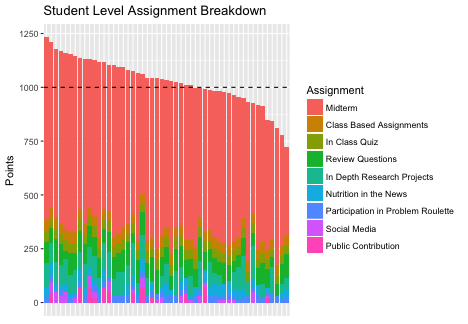 Student Level Assignment Breakdown
1250
1000
750
500
250
0
Points
Assignment
Midterm
Class Based Assignments
In Class Quiz
Review Questions
In Depth Research Projects
Nutrition in the News
Participation in Problem Roulette
Social Media
Public Contribution